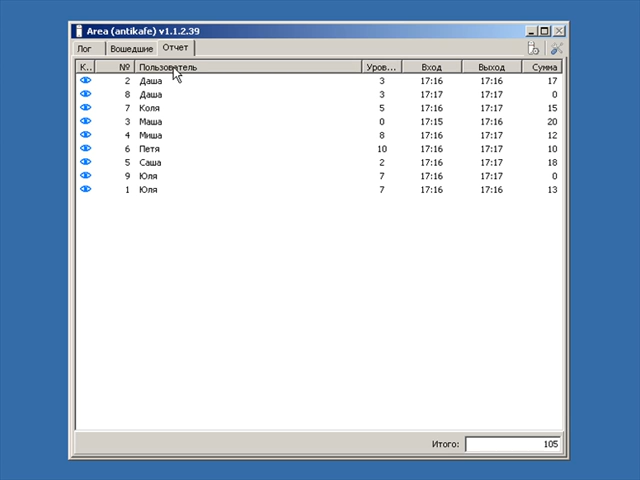 Area (antikafe) v1.1.2.39
Лог Вошедшие Отчет
К... № Пользователь Уров... Вход Выход Сумма
2 Даша 3 17:16 17:16 17
8 Даша 3 17:17 17:17 0
7 Коля 5 17:16 17:17 15
3 Маша 0 17:15 17:16 20
4 Миша 8 17:16 17:17 12
6 Петя 10 17:16 17:17 10
5 Саша 2 17:16 17:17 18
9 Юля 7 17:16 17:17 0
1 Юля 7 17:16 17:16 13
Итого: 105